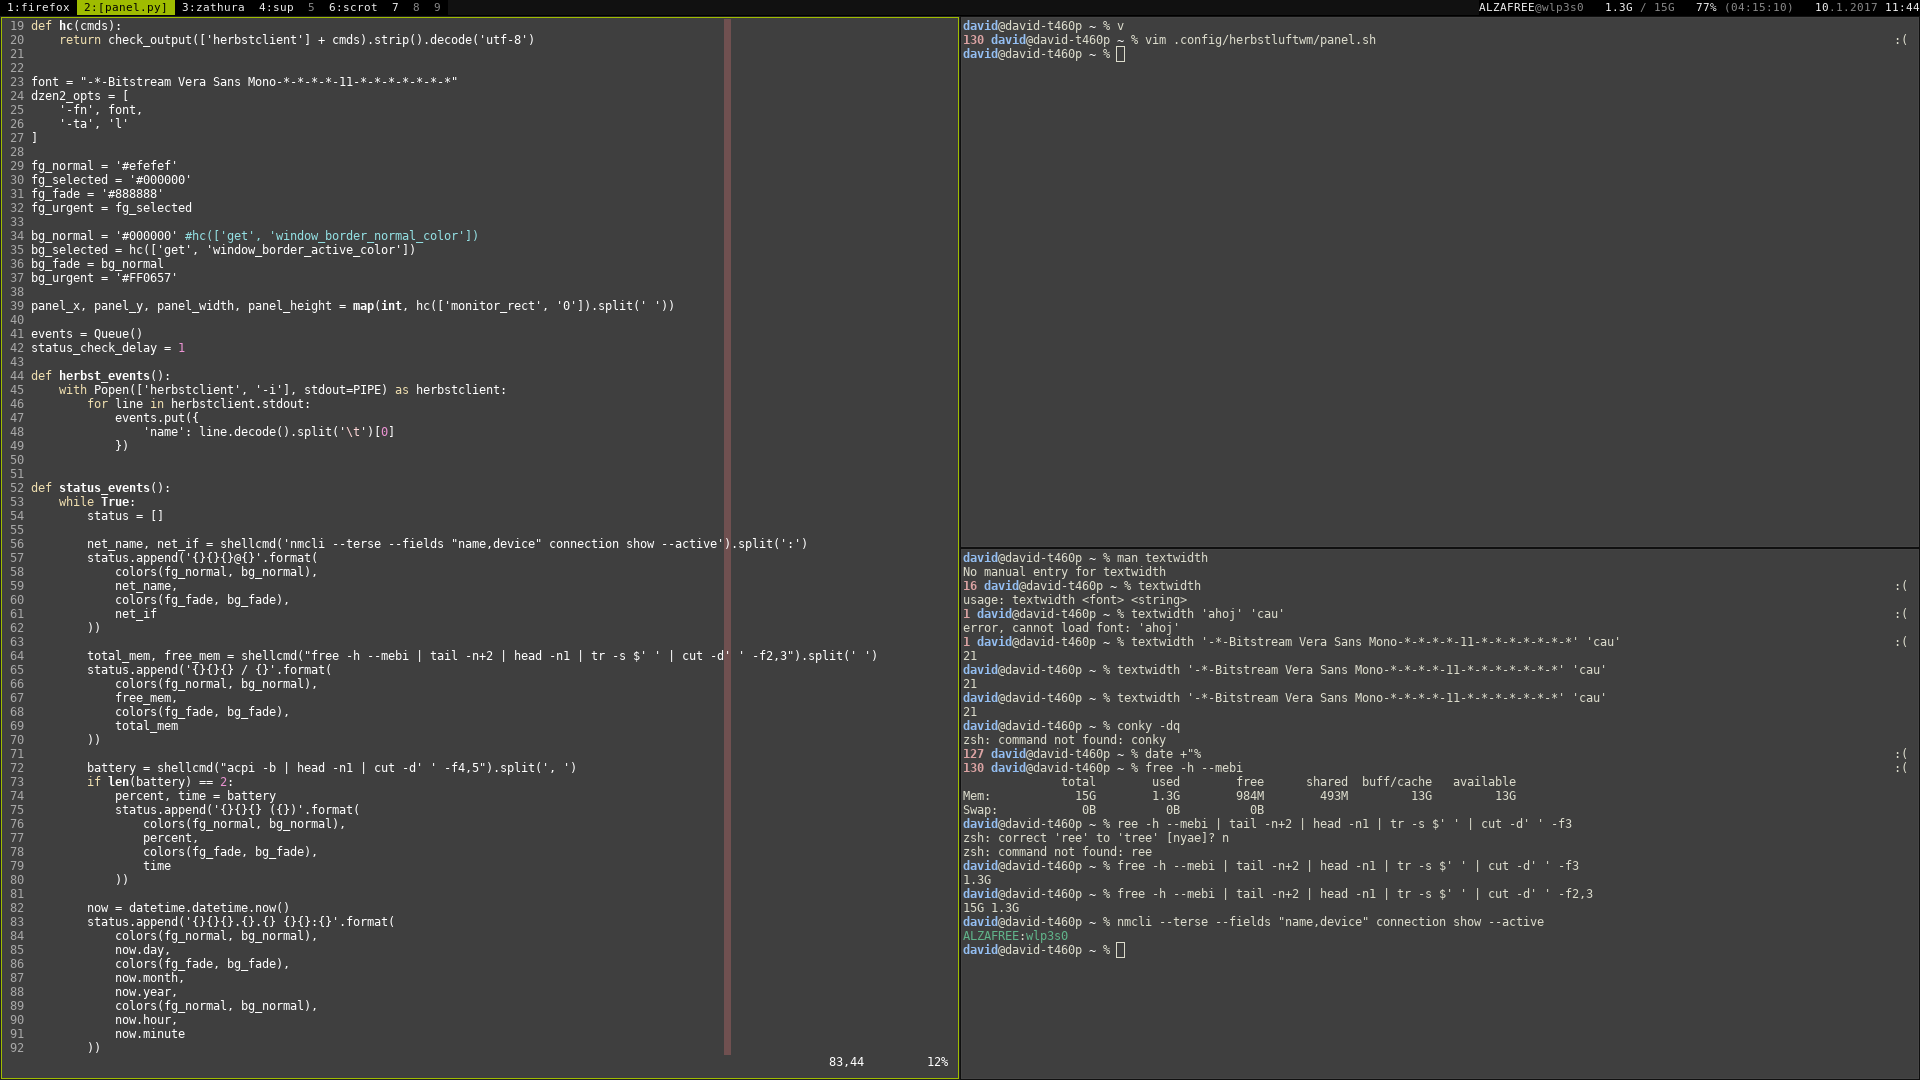 1:firefox 2:[panel.py] 3:zathura 4:sup 5 6:scrot 7 8 9 ALZAFREE@wlp3s0 1.3G / 15G 77% (04:15:10) 10.1.2017 11:44
19 def hc(cmds):
20     return check_output(['herbstclient'] + cmds).strip().decode('utf-8')
21
22
23 font = "-*-Bitstream Vera Sans Mono-*-*-*-*-11-*-*-*-*-*-*-*"
24 dzen2_opts = [
25     '-fn', font,
26     '-ta', 'l'
27 ]
28
29 fg_normal = '#efefef'
30 fg_selected = '#000000'
31 fg_fade = '#888888'
32 fg_urgent = fg_selected
33
34 bg_normal = '#000000' #hc(['get', 'window_border_normal_color'])
35 bg_selected = hc(['get', 'window_border_active_color'])
36 bg_fade = bg_normal
37 bg_urgent = '#FF0657'
38
39 panel_x, panel_y, panel_width, panel_height = map(int, hc(['monitor_rect', '0']).split(' '))
40
41 events = Queue()
42 status_check_delay = 1
43
44 def herbst_events():
45     with Popen(['herbstclient', '-i'], stdout=PIPE) as herbstclient:
46         for line in herbstclient.stdout:
47             events.put({
48                 'name': line.decode().split('\t')[0]
49             })
50
51
52 def status_events():
53     while True:
54         status = []
55
56         net_name, net_if = shellcmd('nmcli --terse --fields "name,device" connection show --active').split(':')
57         status.append('{}{}{}@{}'.format(
58             colors(fg_normal, bg_normal),
59             net_name,
60             colors(fg_fade, bg_fade),
61             net_if
62         ))
63
64         total_mem, free_mem = shellcmd("free -h --mebi | tail -n+2 | head -n1 | tr -s $' ' | cut -d' ' -f2,3").split(' ')
65         status.append('{}{}{} / {}'.format(
66             colors(fg_normal, bg_normal),
67             free_mem,
68             colors(fg_fade, bg_fade),
69             total_mem
70         ))
71
72         battery = shellcmd("acpi -b | head -n1 | cut -d' ' -f4,5").split(', ')
73         if len(battery) == 2:
74             percent, time = battery
75             status.append('{}{}{} ({})'.format(
76                 colors(fg_normal, bg_normal),
77                 percent,
78                 colors(fg_fade, bg_fade),
79                 time
80             ))
81
82         now = datetime.datetime.now()
83         status.append('{}{}{}.{}.{} {}{}:{}'.format(
84             colors(fg_normal, bg_normal),
85             now.day,
86             colors(fg_fade, bg_fade),
87             now.month,
88             now.year,
89             colors(fg_normal, bg_normal),
90             now.hour,
91             now.minute
92         ))
83,44 12%
david@david-t460p ~ % v
130 david@david-t460p ~ % vim .config/herbstluftwm/panel.sh :(
david@david-t460p ~ %
david@david-t460p ~ % man textwidth
No manual entry for textwidth
16 david@david-t460p ~ % textwidth :(
usage: textwidth <font> <string>
1 david@david-t460p ~ % textwidth 'ahoj' 'cau' :(
error, cannot load font: 'ahoj'
1 david@david-t460p ~ % textwidth '-*-Bitstream Vera Sans Mono-*-*-*-*-11-*-*-*-*-*-*-*' 'cau' :(
21
david@david-t460p ~ % textwidth '-*-Bitstream Vera Sans Mono-*-*-*-*-11-*-*-*-*-*-*-*' 'cau'
21
david@david-t460p ~ % textwidth '-*-Bitstream Vera Sans Mono-*-*-*-*-11-*-*-*-*-*-*-*' 'cau'
21
david@david-t460p ~ % conky -dq
zsh: command not found: conky
127 david@david-t460p ~ % date +"% :(
130 david@david-t460p ~ % free -h --mebi :(
              total        used        free      shared  buff/cache   available
Mem:            15G        1.3G        984M        493M         13G         13G
Swap:            0B          0B          0B
david@david-t460p ~ % ree -h --mebi | tail -n+2 | head -n1 | tr -s $' ' | cut -d' ' -f3
zsh: correct 'ree' to 'tree' [nyae]? n
zsh: command not found: ree
david@david-t460p ~ % free -h --mebi | tail -n+2 | head -n1 | tr -s $' ' | cut -d' ' -f3
1.3G
david@david-t460p ~ % free -h --mebi | tail -n+2 | head -n1 | tr -s $' ' | cut -d' ' -f2,3
15G 1.3G
david@david-t460p ~ % nmcli --terse --fields "name,device" connection show --active
ALZAFREE:wlp3s0
david@david-t460p ~ %